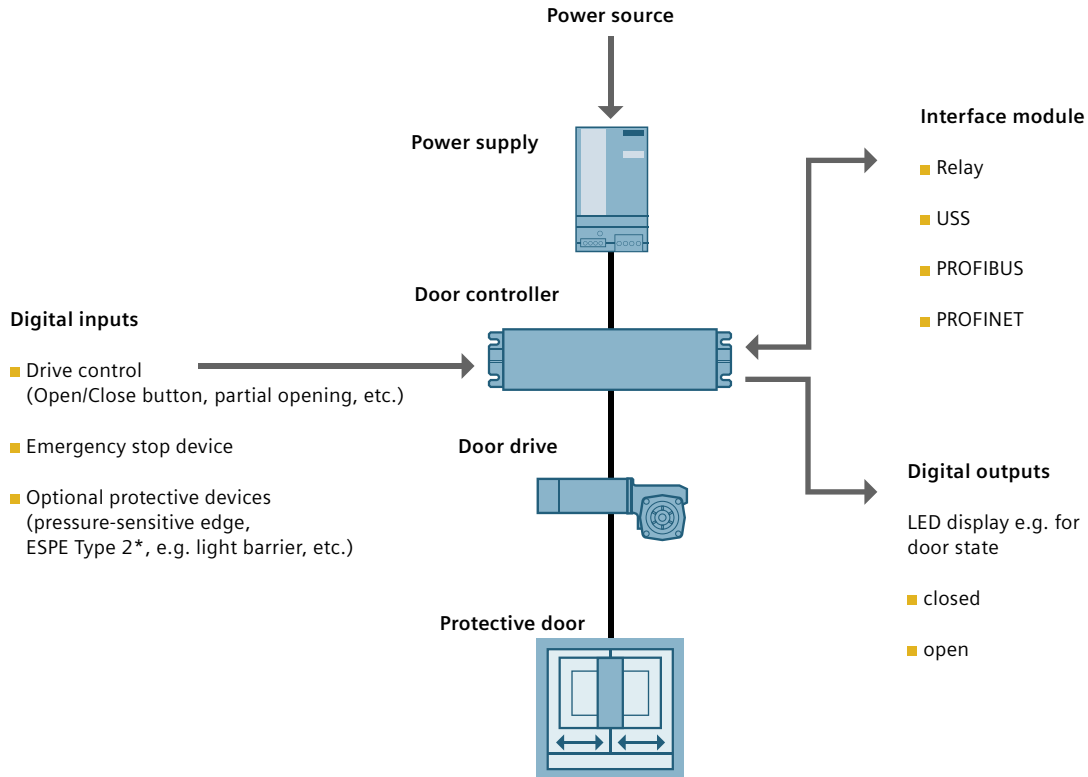 Power source
Power supply
Door controller
Digital inputs
Drive control
(Open/Close button, partial opening, etc.)
Emergency stop device
Optional protective devices
(pressure-sensitive edge,
ESPE Type 2*, e.g. light barrier, etc.)
Door drive
Protective door
Interface module
Relay
USS
PROFIBUS
PROFINET
Digital outputs
LED display e.g. for
door state
closed
open